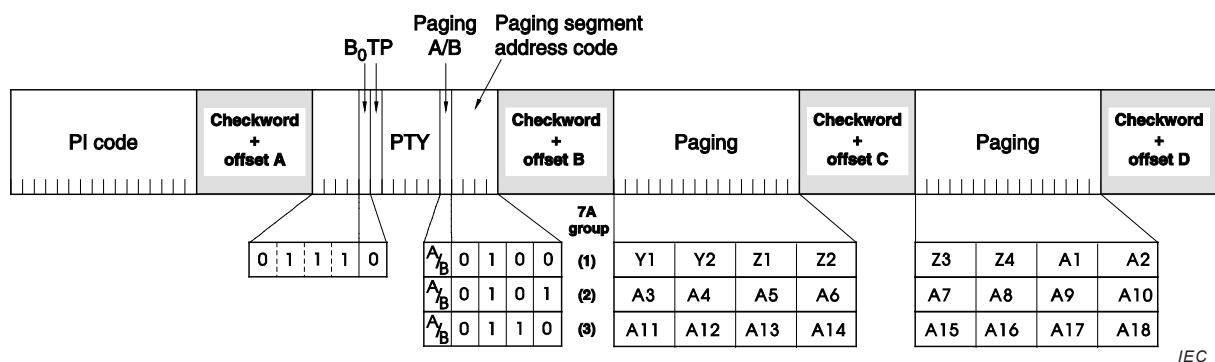 Paging Paging segment
B0TP A/B address code
PI code
Checkword
+
offset A
PTY
Checkword
+
offset B
Paging
Checkword
+
offset C
Paging
Checkword
+
offset D
7A
group
0 1 1 1 0
A/B 0 1 0 0 (1) Y1 Y2 Z1 Z2 Z3 Z4 A1 A2
A/B 0 1 0 1 (2) A3 A4 A5 A6 A7 A8 A9 A10
A/B 0 1 1 0 (3) A11 A12 A13 A14 A15 A16 A17 A18
IEC